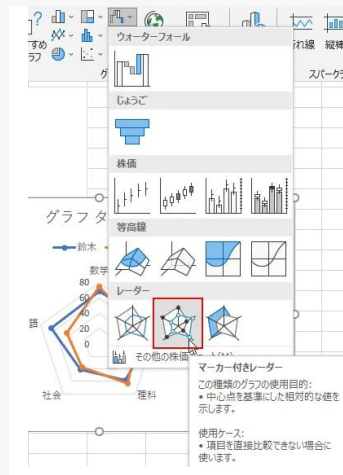 すめ
ラフ
グ
ウォーターフォール
れ線 縦棒
スパークラ
じょうご
株価
等高線
レーダー
その他の株価
(M)
マーカー付きレーダー
この種類のグラフの使用目的:
• 中心点を基準にした相対的な値を
示します。
使用ケース:
• 項目を直接比較できない場合に
使います。
グラフ タ
鈴木
数学
80
60
40
20
0
語
社会
理科